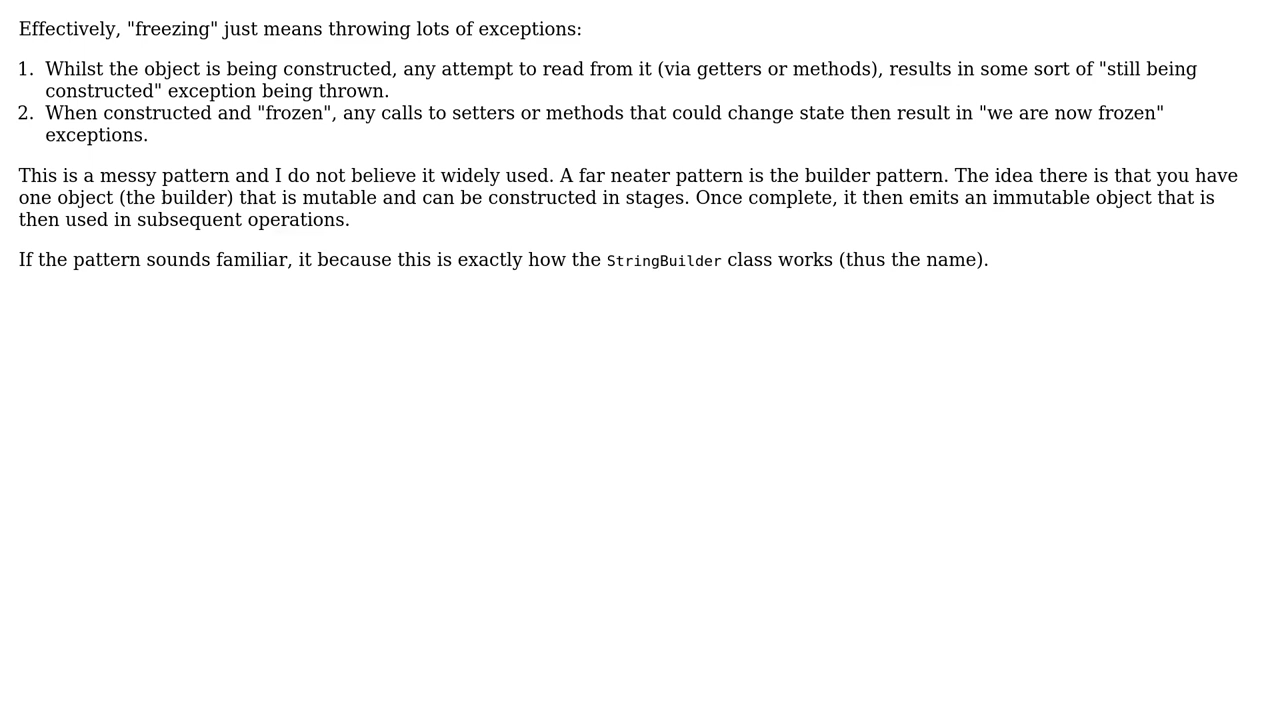 Effectively, "freezing" just means throwing lots of exceptions:
1. Whilst the object is being constructed, any attempt to read from it (via getters or methods), results in some sort of "still being
constructed" exception being thrown.
2. When constructed and "frozen", any calls to setters or methods that could change state then result in "we are now frozen"
exceptions.
This is a messy pattern and I do not believe it widely used. A far neater pattern is the builder pattern. The idea there is that you have
one object (the builder) that is mutable and can be constructed in stages. Once complete, it then emits an immutable object that is
then used in subsequent operations.
If the pattern sounds familiar, it because this is exactly how the StringBuilder class works (thus the name).